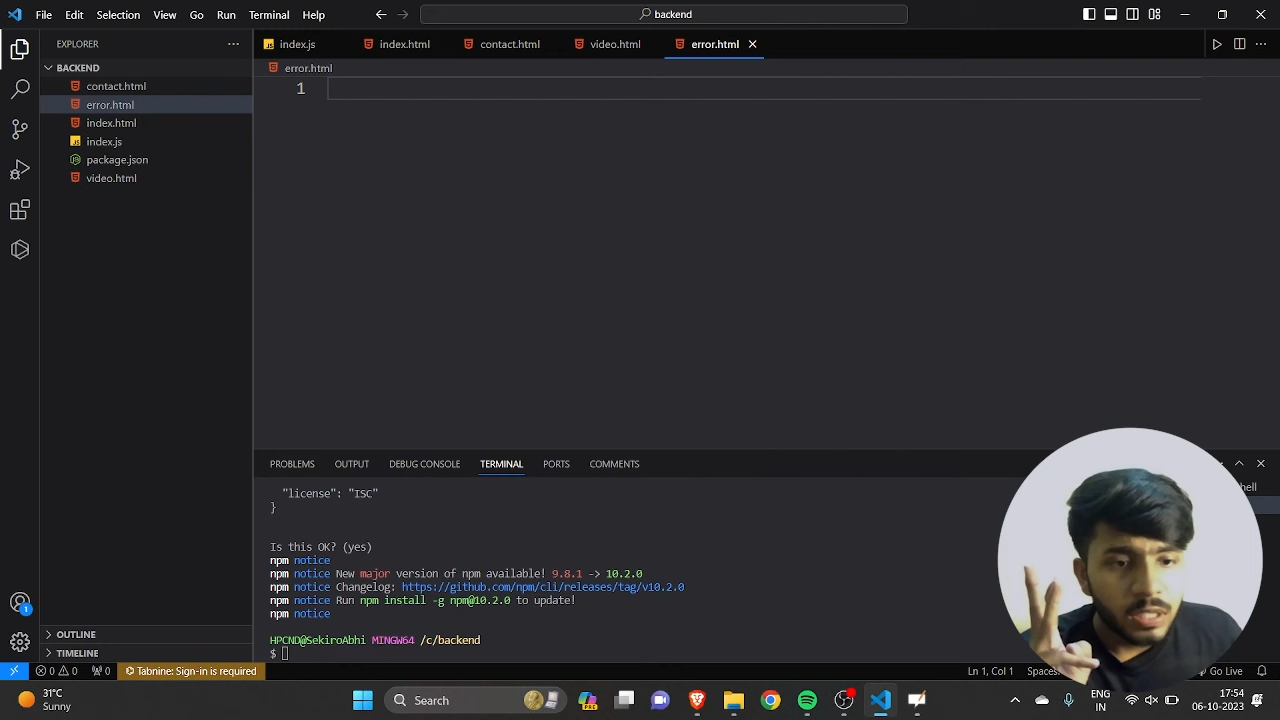 File Edit Selection View Go Run Terminal Help
backend
EXPLORER
BACKEND
contact.html
error.html
index.html
index.js
package.json
video.html
OUTLINE
TIMELINE
index.js index.html contact.html video.html error.html
error.html
1
PROBLEMS OUTPUT DEBUG CONSOLE TERMINAL PORTS COMMENTS
"license": "ISC"
}
Is this OK? (yes)
npm notice
npm notice New major version of npm available! 9.8.1 -> 10.2.0
npm notice Changelog: https://github.com/npm/cli/releases/tag/v10.2.0
npm notice Run npm install -g npm@10.2.0 to update!
npm notice
HPCND@SekiroAbhi MINGW64 /c/backend
$
1
0 0 0 Tabnine: Sign-in is required Ln 1, Col 1 Spaces: Go Live
31°C
Sunny
Search
ENG
IN
17:54
06-10-2023